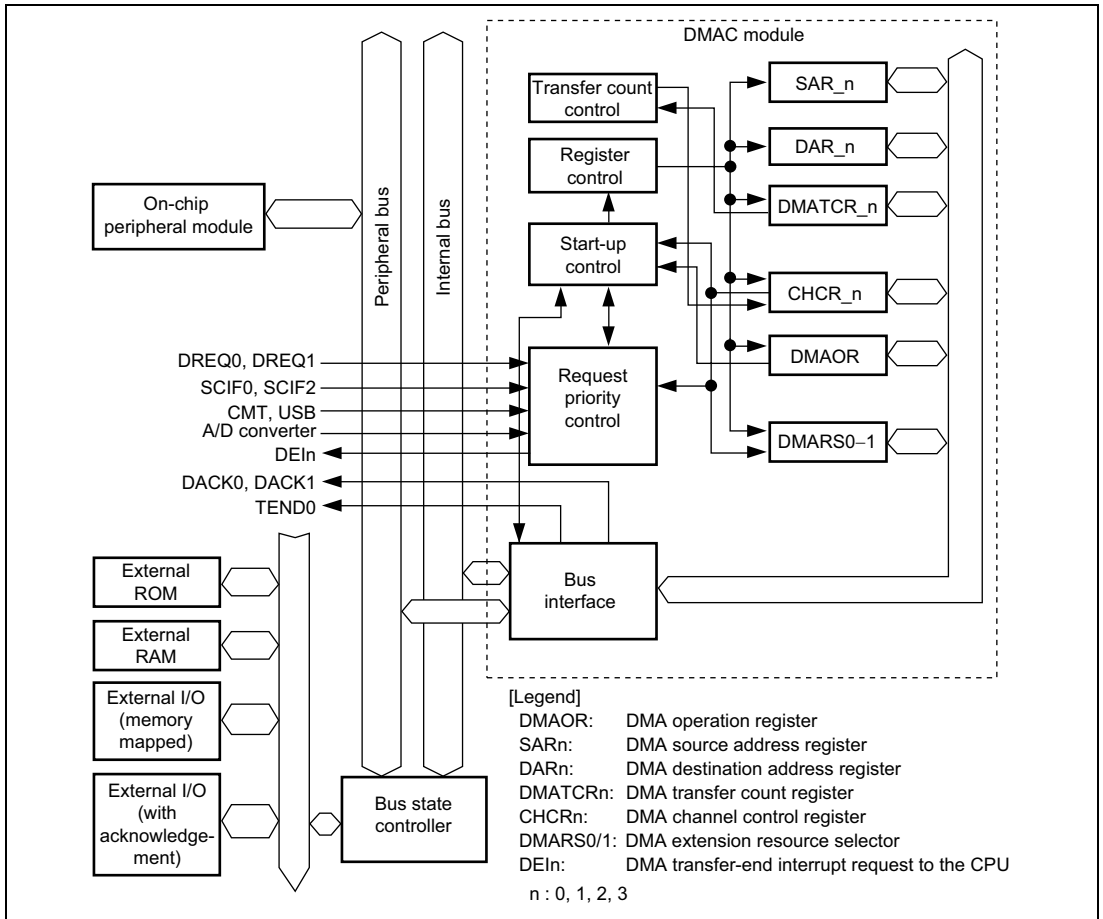 DMAC module
SAR_n
Transfer count
control
DAR_n
Register
control
DMATCR_n
On-chip
peripheral module
Peripheral bus
Internal bus
Start-up
control
CHCR_n
DMAOR
DREQ0, DREQ1
SCIF0, SCIF2
CMT, USB
A/D converter
DEIn
DACK0, DACK1
TEND0
Request
priority
control
DMARS0−1
External
ROM
Bus
interface
External
RAM
External I/O
(memory
mapped)
External I/O
(with
acknowledge-
ment)
Bus state
controller
[Legend]
DMAOR: DMA operation register
SARn: DMA source address register
DARn: DMA destination address register
DMATCRn: DMA transfer count register
CHCRn: DMA channel control register
DMARS0/1: DMA extension resource selector
DEIn: DMA transfer-end interrupt request to the CPU
n : 0, 1, 2, 3